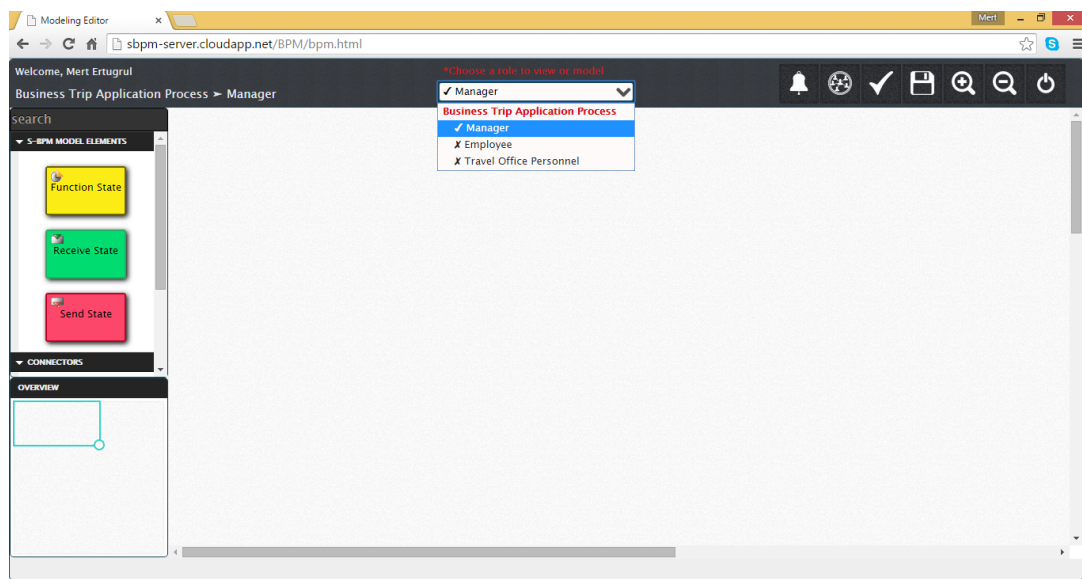 Modeling Editor
Mert
sbpm-server.cloudapp.net/BPM/bpm.html
Welcome, Mert Ertugrul
*Choose a role to view or model
Business Trip Application Process ➢ Manager
✓ Manager
Business Trip Application Process
✓ Manager
✗ Employee
✗ Travel Office Personnel
search
S-BPM MODEL ELEMENTS
Function State
Receive State
Send State
CONNECTORS
OVERVIEW